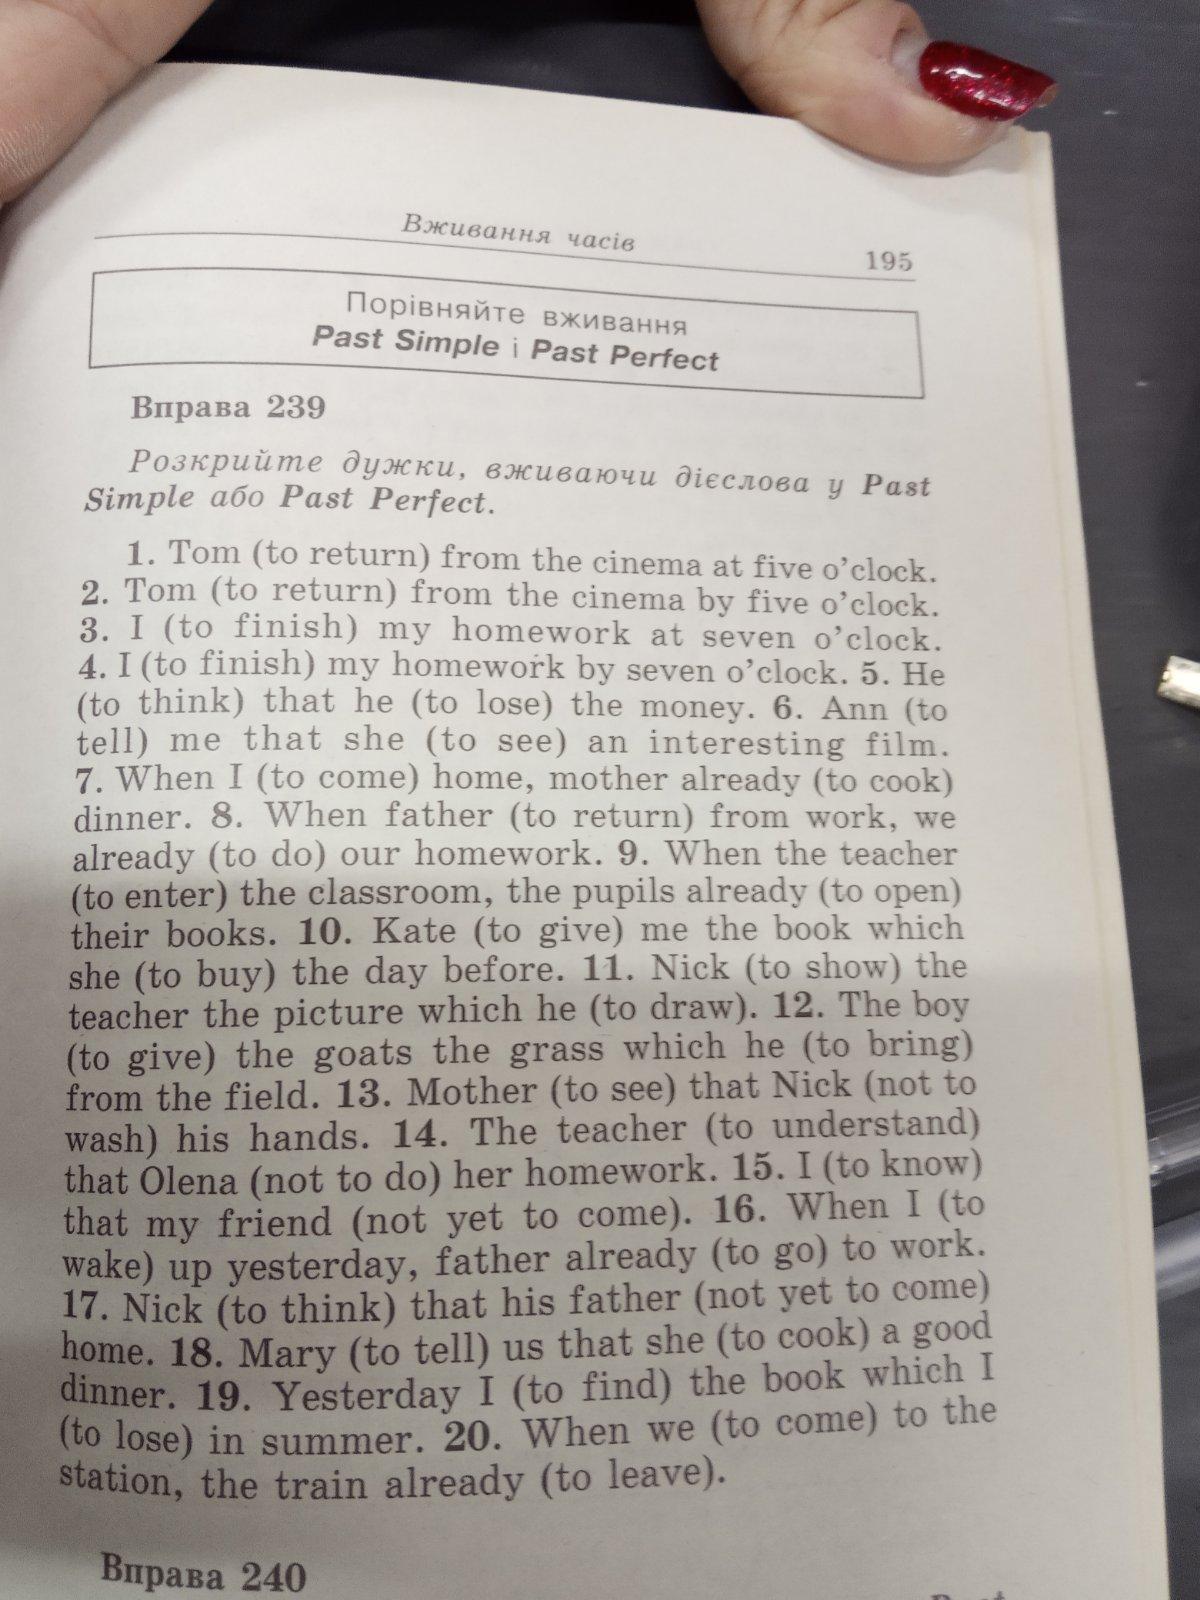 Вживання часів
195
Порівняйте вживання
Past Simple і Past Perfect
Вправа 239
Розкрийте дужки, вживаючи дієслова у Past
Simple або Past Perfect.
1. Tom (to return) from the cinema at five o’clock.
2. Tom (to return) from the cinema by five o’clock.
3. I (to finish) my homework at seven o’clock.
4. I (to finish) my homework by seven o’clock. 5. He
(to think) that he (to lose) the money. 6. Ann (to
tell) me that she (to see) an interesting film.
7. When I (to come) home, mother already (to cook)
dinner. 8. When father (to return) from work, we
already (to do) our homework. 9. When the teacher
(to enter) the classroom, the pupils already (to open)
their books. 10. Kate (to give) me the book which
she (to buy) the day before. 11. Nick (to show) the
teacher the picture which he (to draw). 12. The boy
(to give) the goats the grass which he (to bring)
from the field. 13. Mother (to see) that Nick (not to
wash) his hands. 14. The teacher (to understand)
that Olena (not to do) her homework. 15. I (to know)
that my friend (not yet to come). 16. When I (to
wake) up yesterday, father already (to go) to work.
17. Nick (to think) that his father (not yet to come)
home. 18. Mary (to tell) us that she (to cook) a good
dinner. 19. Yesterday I (to find) the book which I
(to lose) in summer. 20. When we (to come) to the
station, the train already (to leave).
Вправа 240